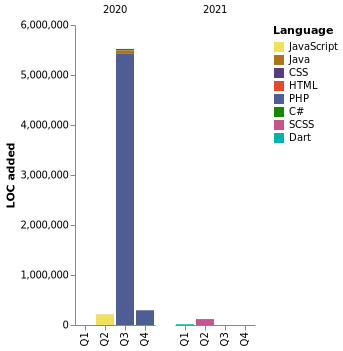 2020 2021
Language
JavaScript
Java
CSS
HTML
PHP
C#
SCSS
Dart
LOC added
6,000,000
5,000,000
4,000,000
3,000,000
2,000,000
1,000,000
0
Q1 Q2 Q3 Q4 Q1 Q2 Q3 Q4